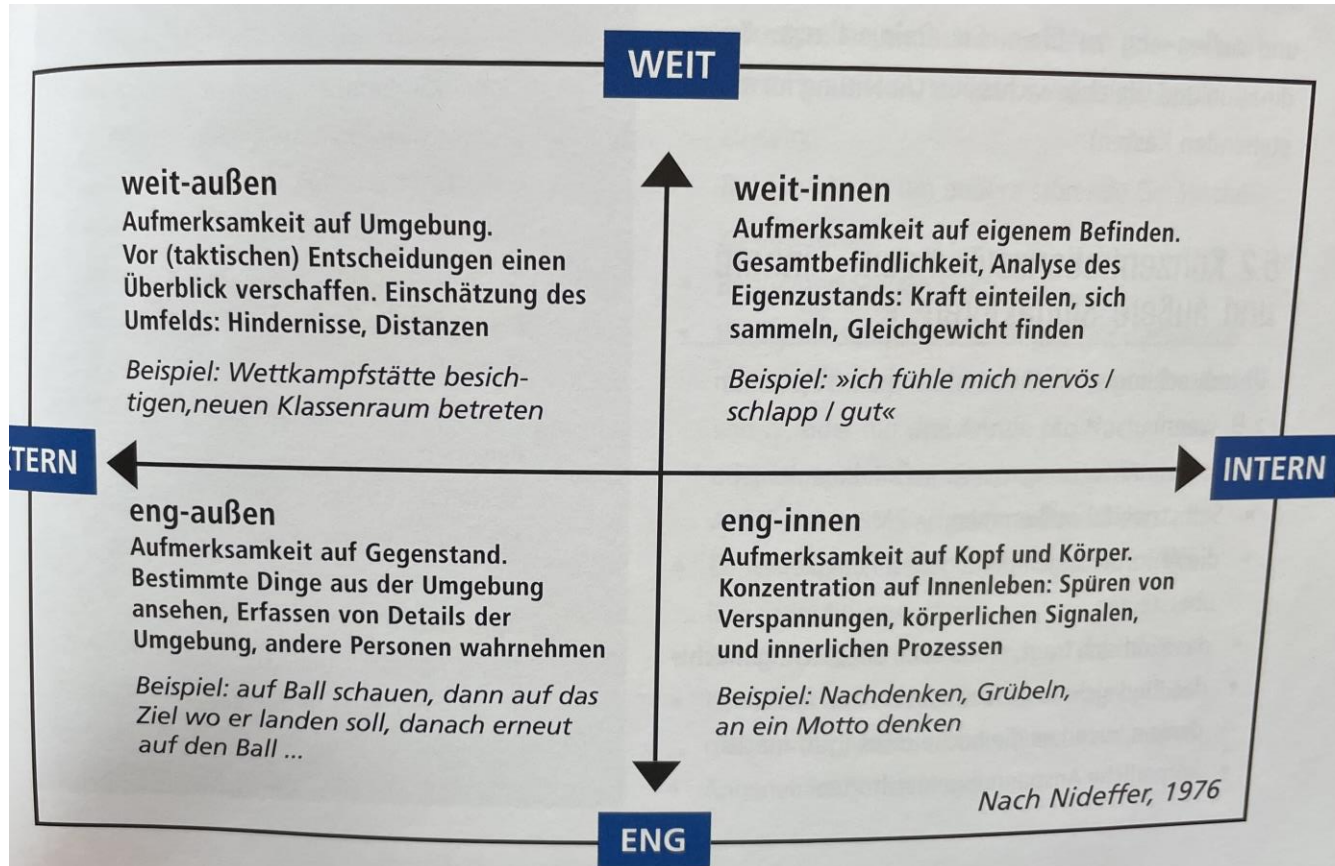 WEIT
weit-außen
Aufmerksamkeit auf Umgebung.
Vor (taktischen) Entscheidungen einen
Überblick verschaffen. Einschätzung des
Umfelds: Hindernisse, Distanzen
Beispiel: Wettkampfstätte besich-
tigen,neuen Klassenraum betreten
weit-innen
Aufmerksamkeit auf eigenem Befinden.
Gesantbefindlichkeit, Analyse des
Eigenzustands: Kraft einteilen, sich
sammeln, Gleichgewicht finden
Beispiel: »ich fühle mich nervös /
schlapp / gut«
TERN
INTERN
eng-außen
Aufmerksamkeit auf Gegenstand.
Bestimmte Dinge aus der Umgebung
ansehen, Erfassen von Details der
Umgebung, andere Personen wahrnehmen
Beispiel: auf Ball schauen, dann auf das
Ziel wo er landen soll, danach erneut
auf den Ball ...
eng-innen
Aufmerksamkeit auf Kopf und Körper.
Konzentration auf Innenleben: Spüren von
Verspannungen, körperlichen Signalen,
und innerlichen Prozessen
Beispiel: Nachdenken, Grübeln,
an ein Motto denken
Nach Nideffer, 1976
ENG